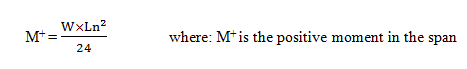 M⁺ = W×Ln²/24 where: M⁺ is the positive moment in the span